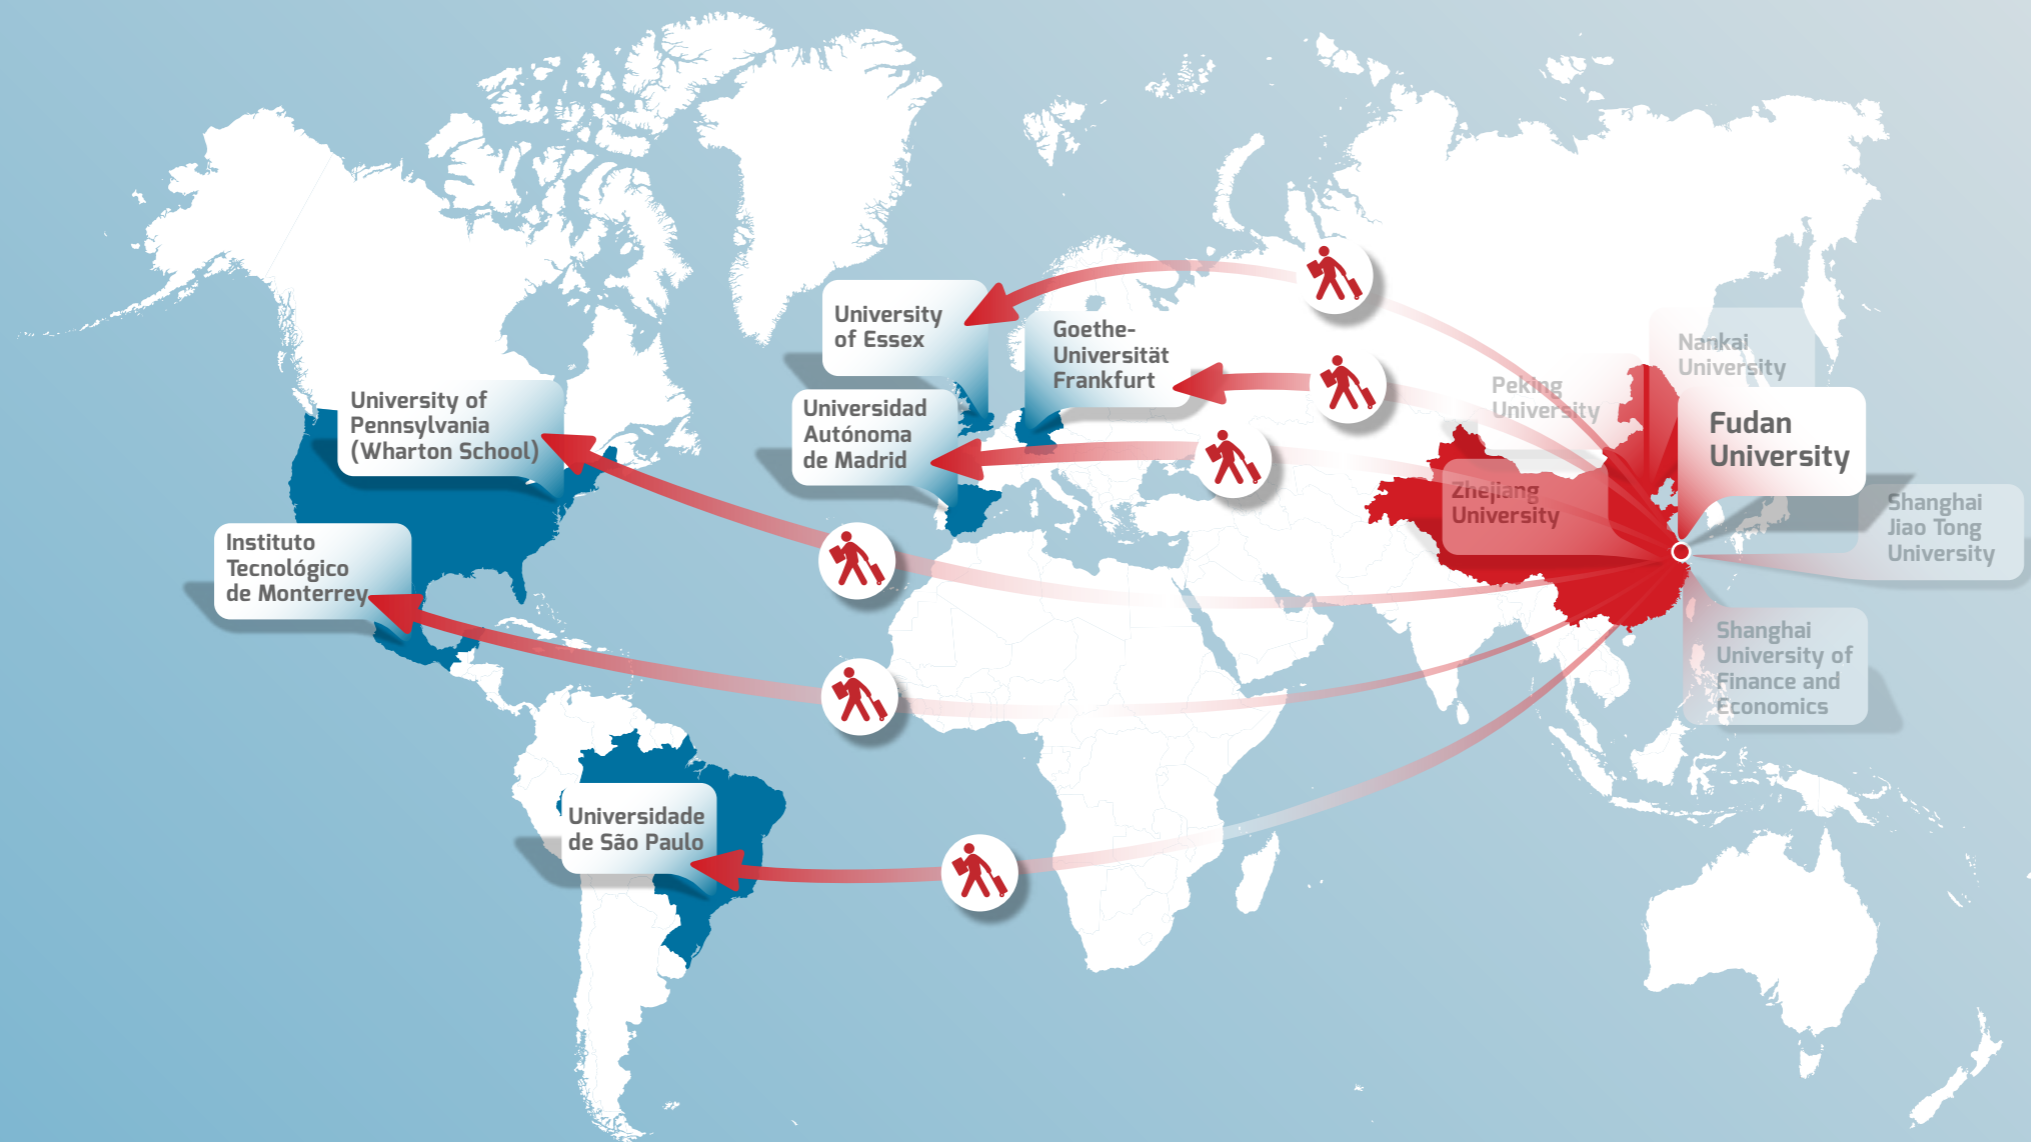 University
of Essex
Goethe-
Universität
Frankfurt
Nankai
University
Peking
University
University of
Pennsylvania
(Wharton School)
Universidad
Autónoma
de Madrid
Fudan
University
Zhejiang
University
Shanghai
Jiao Tong
University
Instituto
Tecnológico
de Monterrey
Shanghai
University of
Finance and
Economics
Universidade
de São Paulo